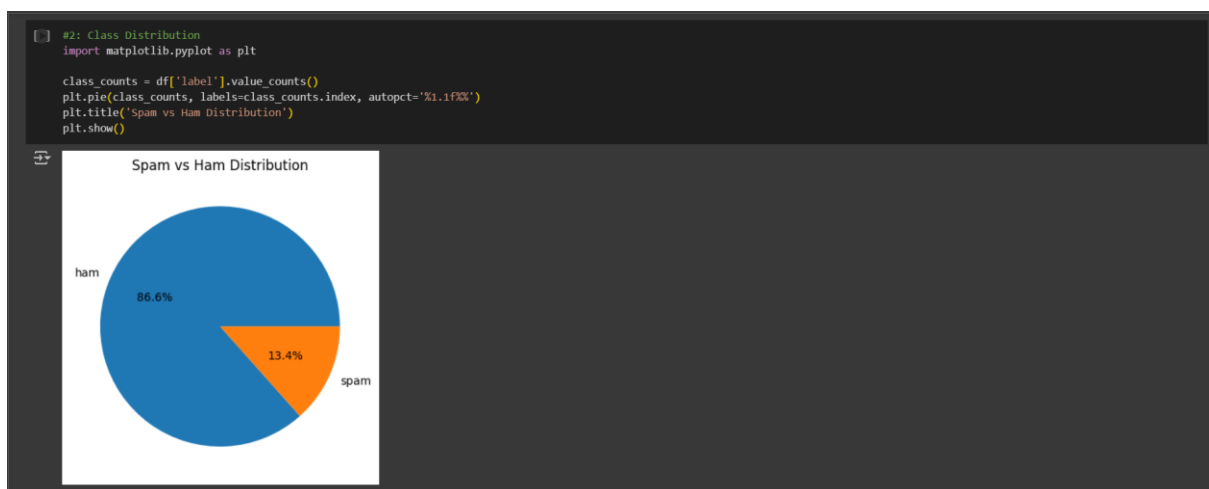 #2: Class Distribution
import matplotlib.pyplot as plt
class_counts = df['label'].value_counts()
plt.pie(class_counts, labels=class_counts.index, autopct='%1.1f%%')
plt.title('Spam vs Ham Distribution')
plt.show()
Spam vs Ham Distribution
ham
86.6%
13.4%
spam